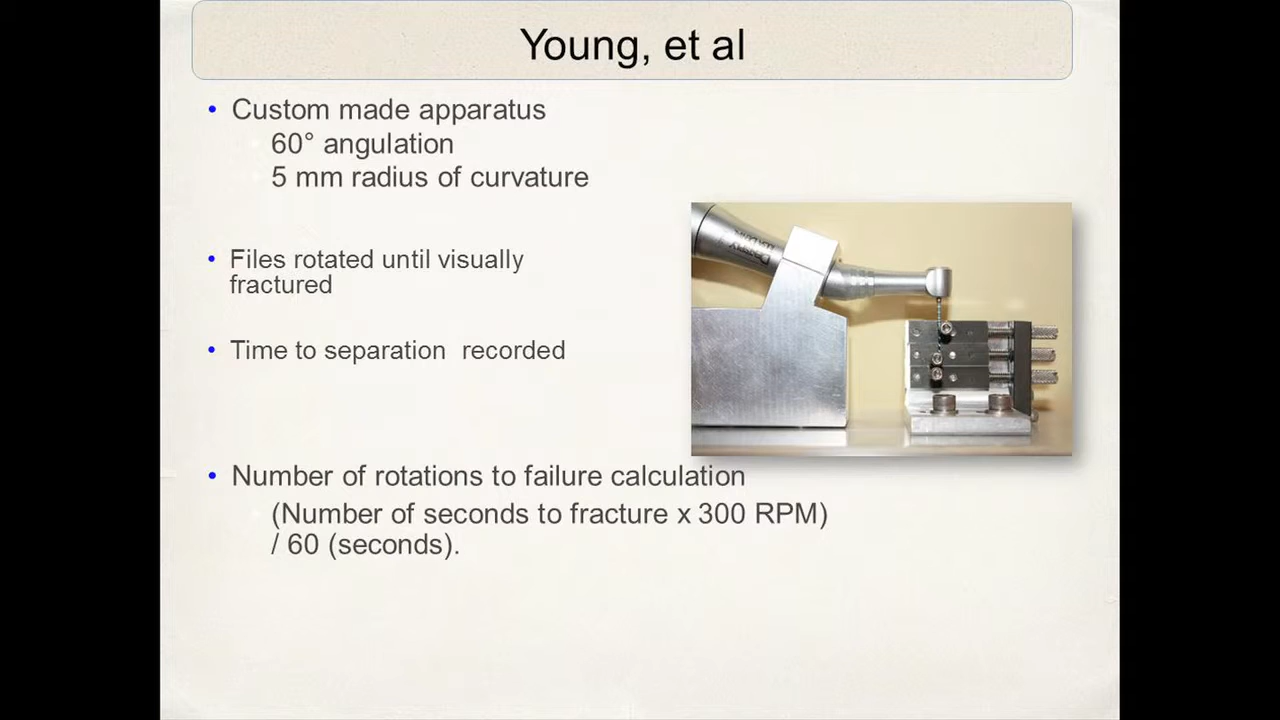 Young, et al
• Custom made apparatus
60° angulation
5 mm radius of curvature
• Files rotated until visually
fractured
• Time to separation recorded
• Number of rotations to failure calculation
(Number of seconds to fracture x 300 RPM)
/ 60 (seconds).